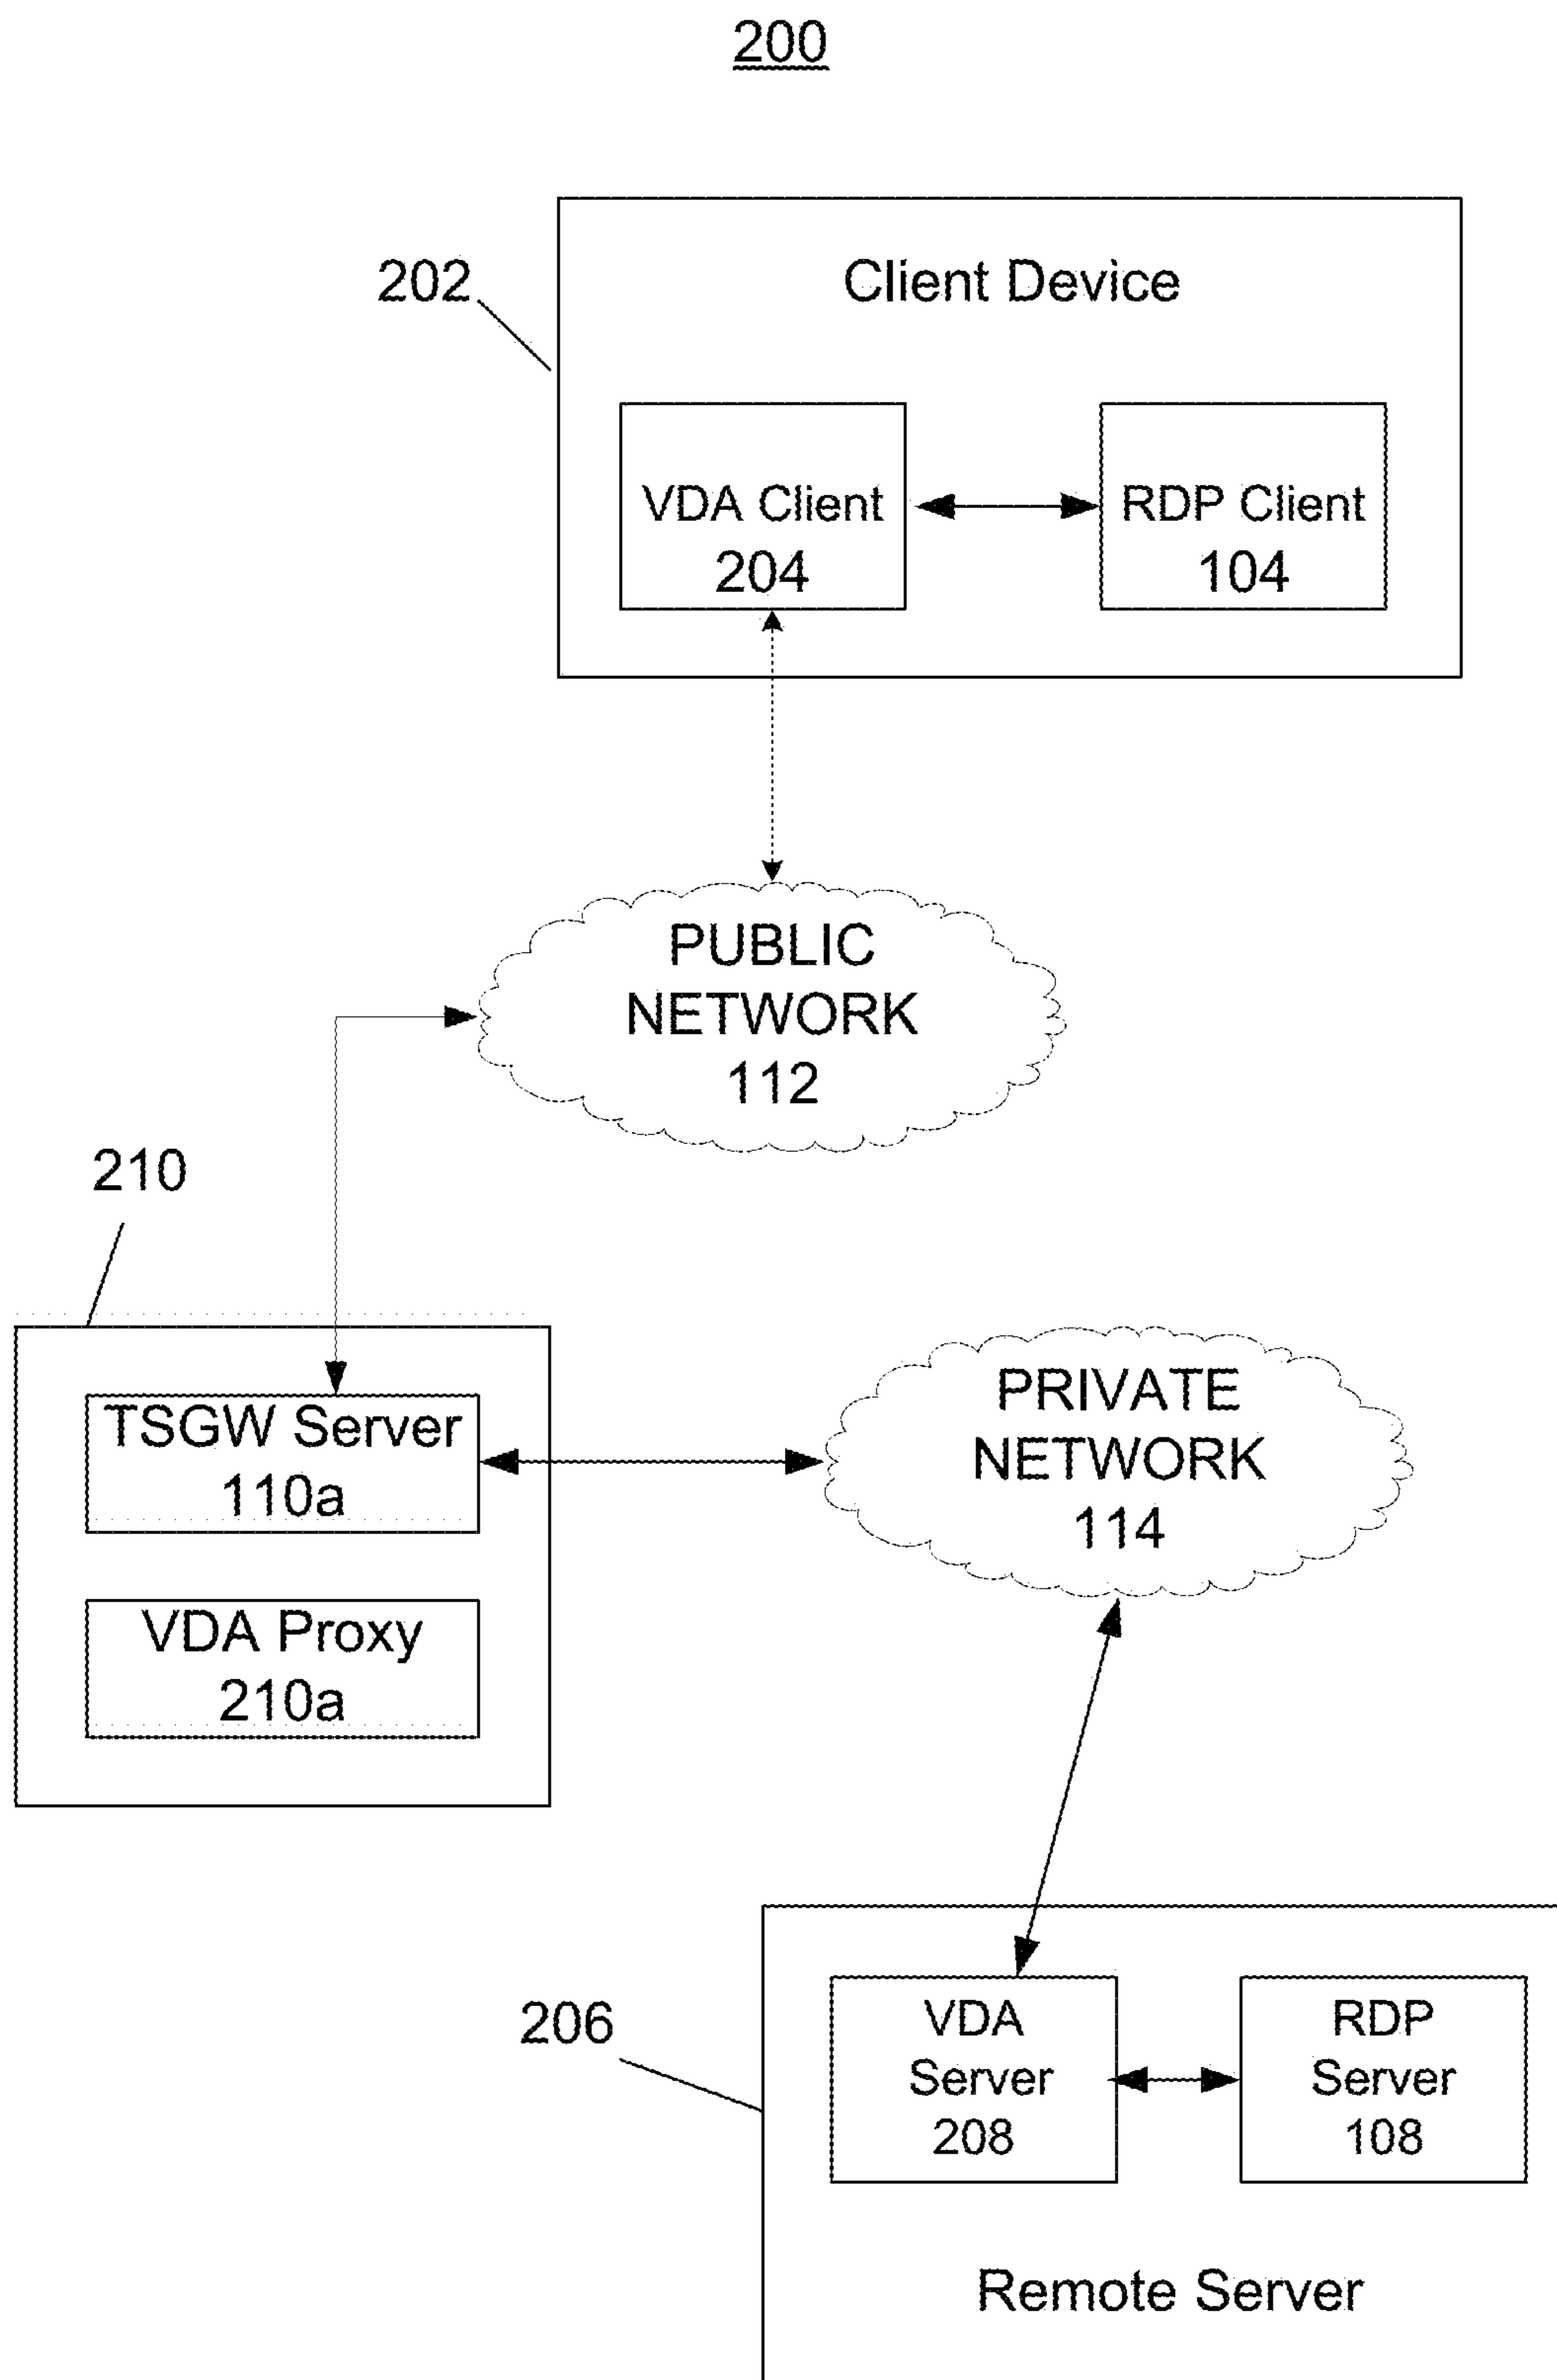 200
202
Client Device
VDA Client
204
RDP Client
104
PUBLIC
NETWORK
112
210
TSGW Server
110a
VDA Proxy
210a
PRIVATE
NETWORK
114
206
VDA
Server
208
RDP
Server
108
Remote Server